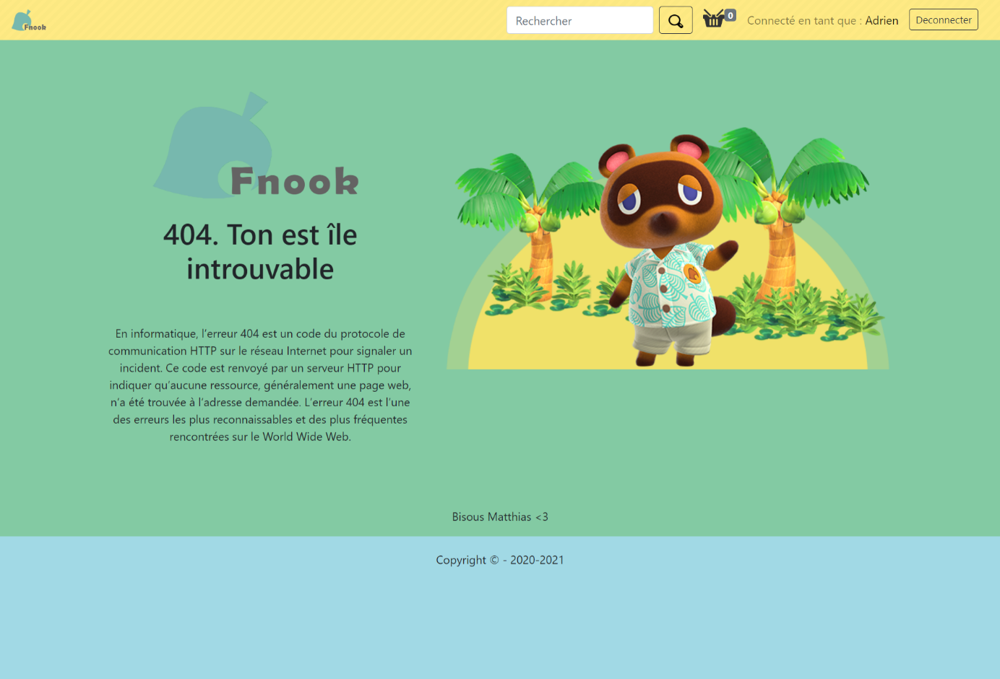 Fnook
Rechercher
0
Connecté en tant que : Adrien
Deconnecter
Fnook
404. Ton est île
introuvable
En informatique, l’erreur 404 est un code du protocole de
communication HTTP sur le réseau Internet pour signaler un
incident. Ce code est renvoyé par un serveur HTTP pour
indiquer qu’aucune ressource, généralement une page web,
n’a été trouvée à l’adresse demandée. L’erreur 404 est l’une
des erreurs les plus reconnaissables et des plus fréquentes
rencontrées sur le World Wide Web.
Bisous Matthias <3
Copyright © - 2020-2021